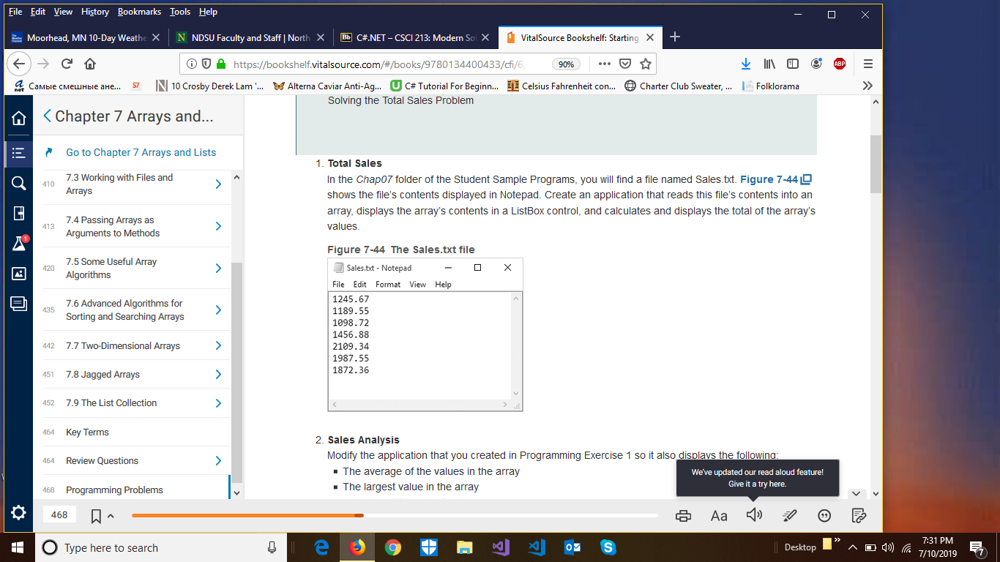 File Edit View History Bookmarks Tools Help
Moorhead, MN 10-Day Weathe
NDSU Faculty and Staff | North
Bb C#.NET – CSCI 213: Modern So
VitalSource Bookshelf: Starting
https://bookshelf.vitalsource.com/#/books/9780134400433/cfi/6/
90%
ABP
a.net Самые смешные ане...
S7
10 Crosby Derek Lam '...
Alterna Caviar Anti-Ag...
C# Tutorial For Beginn...
Celsius Fahrenheit con...
Charter Club Sweater, ...
Folklorama
Chapter 7 Arrays and...
Go to Chapter 7 Arrays and Lists
410 7.3 Working with Files and
Arrays
413 7.4 Passing Arrays as
Arguments to Methods
420 7.5 Some Useful Array
Algorithms
435 7.6 Advanced Algorithms for
Sorting and Searching Arrays
442 7.7 Two-Dimensional Arrays
451 7.8 Jagged Arrays
452 7.9 The List Collection
464 Key Terms
464 Review Questions
468 Programming Problems
1
Solving the Total Sales Problem
1. Total Sales
In the Chap07 folder of the Student Sample Programs, you will find a file named Sales.txt. Figure 7-44
shows the file's contents displayed in Notepad. Create an application that reads this file's contents into an
array, displays the array's contents in a ListBox control, and calculates and displays the total of the array's
values.
Figure 7-44 The Sales.txt file
Sales.txt - Notepad
File Edit Format View Help
1245.67
1189.55
1098.72
1456.88
2109.34
1987.55
1872.36
2. Sales Analysis
Modify the application that you created in Programming Exercise 1 so it also displays the following:
▪ The average of the values in the array
▪ The largest value in the array
We've updated our read aloud feature!
Give it a try here.
468
Aa
Type here to search
Desktop
7:31 PM
7/10/2019
7